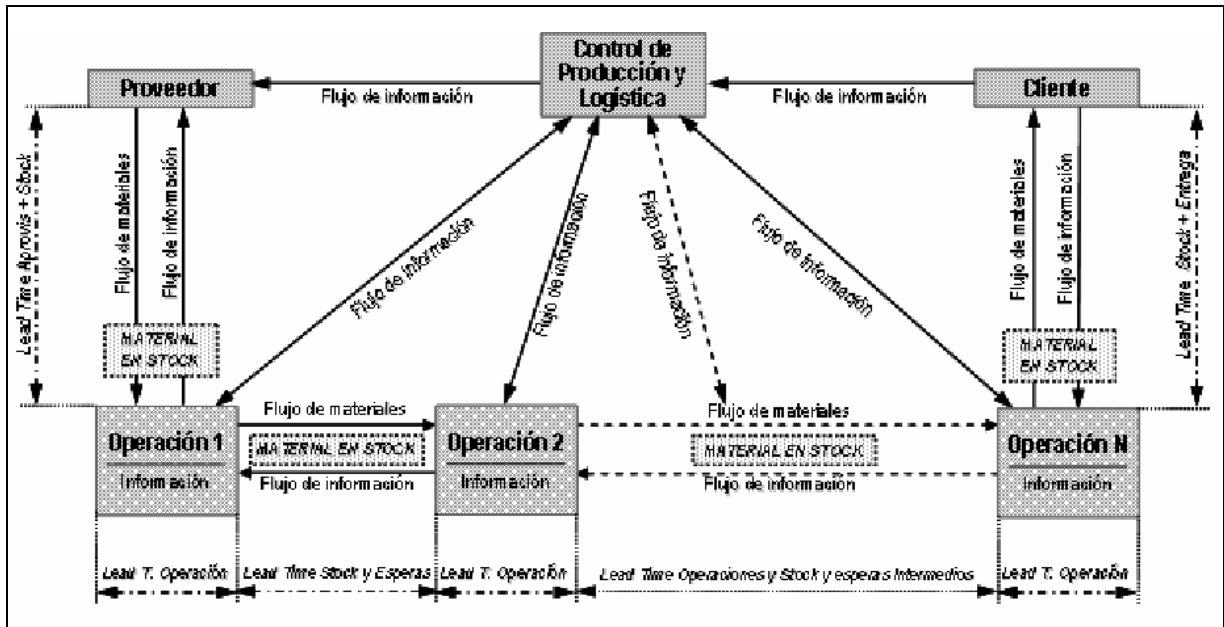 Control de
Producción y
Logística
Proveedor
Flujo de información
Flujo de información
Cliente
Lead Time Aprovis + Stock
Flujo de materiales
Flujo de información
Flujo de información
Flujo de información
Flujo
de información
Flujo de información
Flujo de materiales
Flujo de información
Lead Time Stock + Entrega
MATERIAL
EN STOCK
MATERIAL
EN STOCK
Operación 1
Información
Flujo de materiales
MATERIAL EN STOCK
Flujo de información
Operación 2
Información
Flujo de materiales
MATERIAL EN STOCK
Flujo de información
Operación N
Información
Lead T. Operación
Lead Time Stock y Esperas
Lead T. Operación
Lead Time Operaciones y Stock y esperas Intermedios
Lead T. Operación